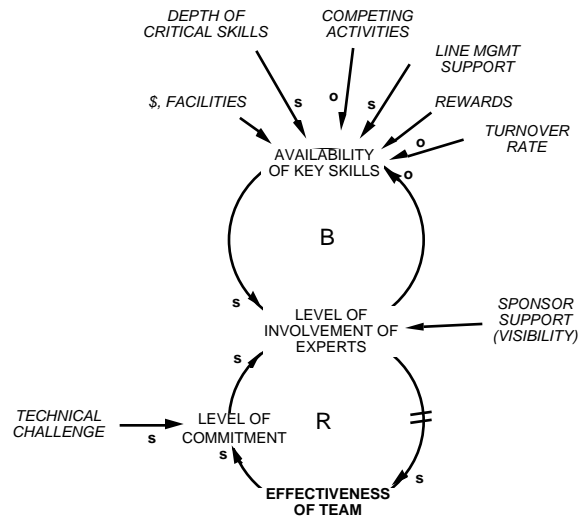 DEPTH OF
CRITICAL SKILLS
COMPETING
ACTIVITIES
LINE MGMT
SUPPORT
s
o
s
$, FACILITIES
REWARDS
TURNOVER
RATE
o
AVAILABILITY
OF KEY SKILLS
o
B
s
LEVEL OF
INVOLVEMENT OF
EXPERTS
SPONSOR
SUPPORT
(VISIBILITY)
s
TECHNICAL
CHALLENGE
s
LEVEL OF
COMMITMENT
R
s
s
EFFECTIVENESS
OF TEAM